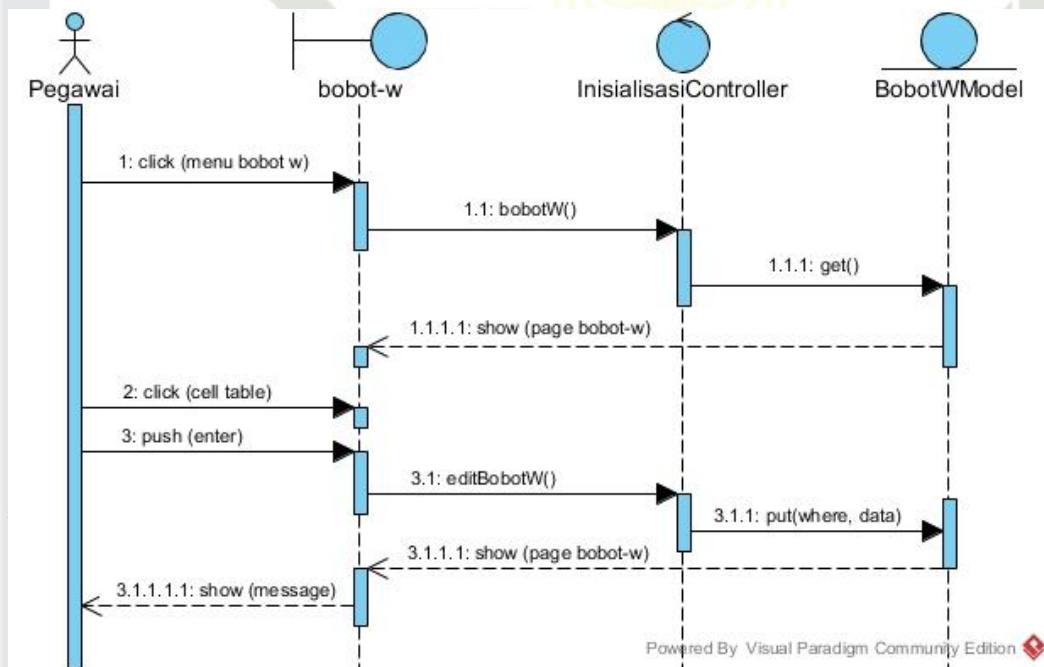 Pegawai
bobot-w
InisialisasiController
BobotWModel
1: click (menu bobot w)
1.1: bobotW()
1.1.1: get()
1.1.1.1: show (page bobot-w)
2: click (cell table)
3: push (enter)
3.1: editBobotW()
3.1.1: put(where, data)
3.1.1.1: show (page bobot-w)
3.1.1.1.1: show (message)
Powered By Visual Paradigm Community Edition